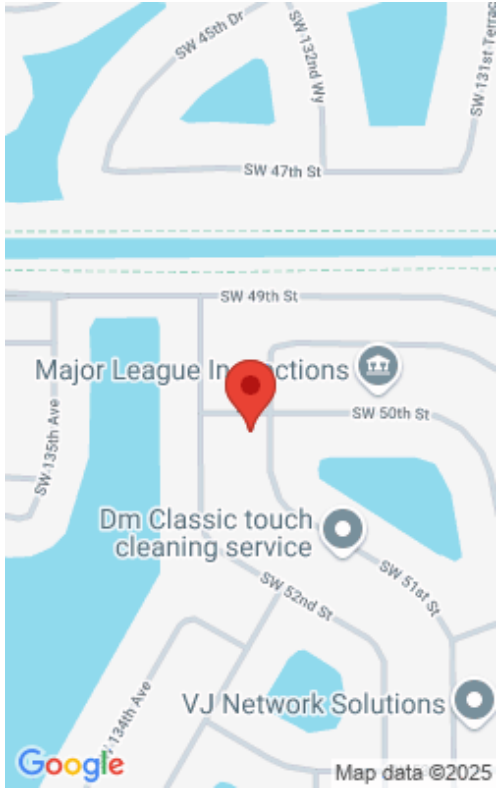 SW 45th Dr
SW 132nd Wy
SW 131st Terrac
SW 47th St
SW 49th St
Major League In ections
SW 50th St
SW 135th Ave
Dm Classic touch
cleaning service
SW 51st St
SW 52nd St
134th Ave
VJ Network Solutions
Google
Map data ©2025